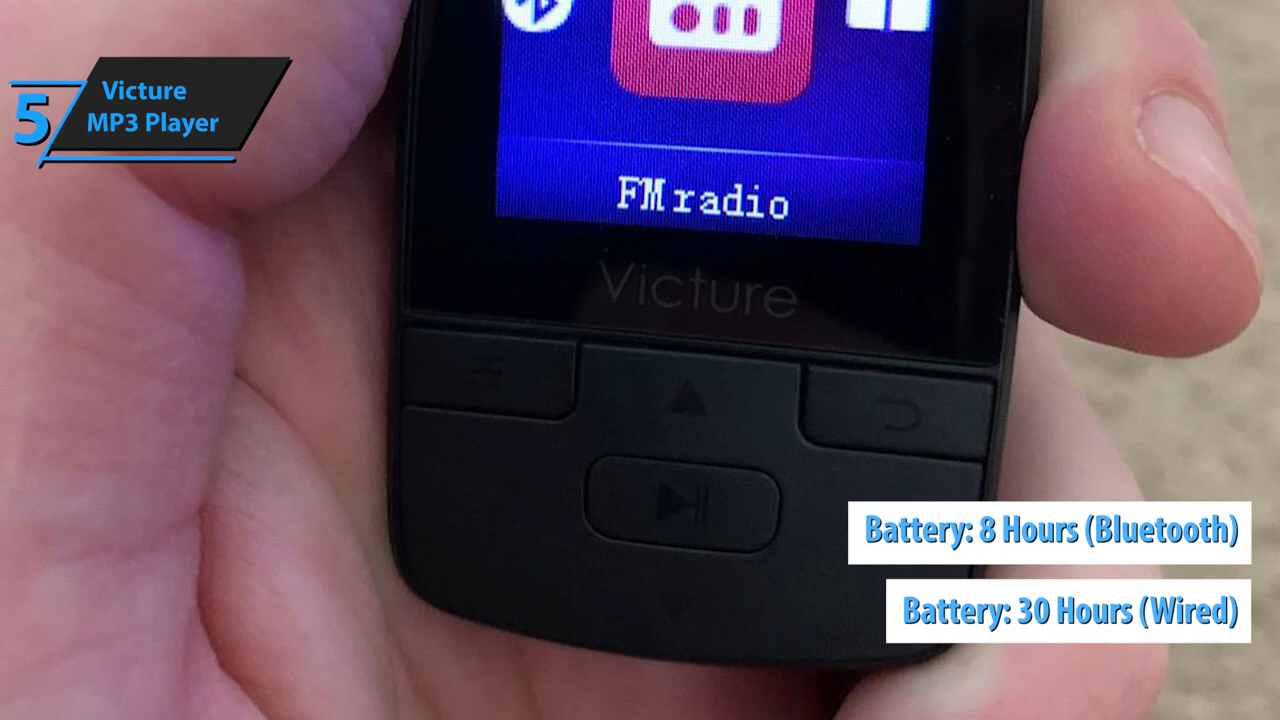 5
Victure
MP3 Player
FM radio
Victure
Battery: 8 Hours (Bluetooth)
Battery: 30 Hours (Wired)